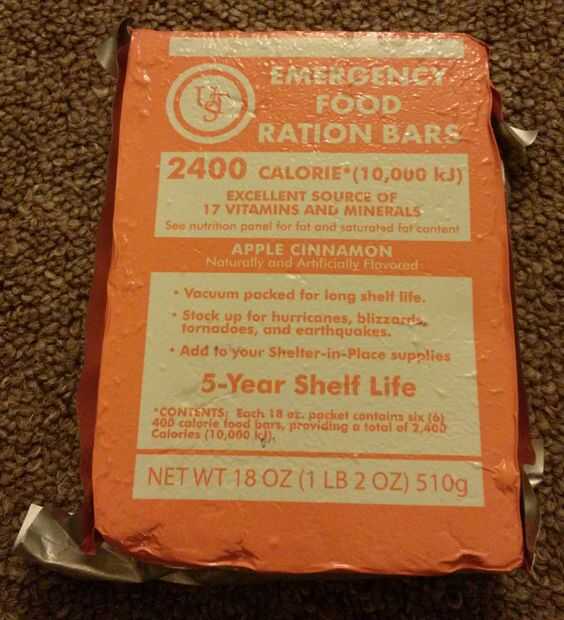 UST
EMERGENCY
FOOD
RATION BARS
2400 CALORIE*(10,000 kJ)
EXCELLENT SOURCE OF
17 VITAMINS AND MINERALS
See nutrition panel for fat and saturated fat content
APPLE CINNAMON
Naturally and Artificially Flavored
• Vacuum packed for long shelf life.
• Stock up for hurricanes, blizzards,
tornadoes, and earthquakes.
• Add to your Shelter-in-Place supplies
5-Year Shelf Life
*CONTENTS: Each 18 oz. packet contains six (6)
400 calorie food bars, providing a total of 2,400
Calories (10,000 kJ).
NET WT 18 OZ (1 LB 2 OZ) 510g